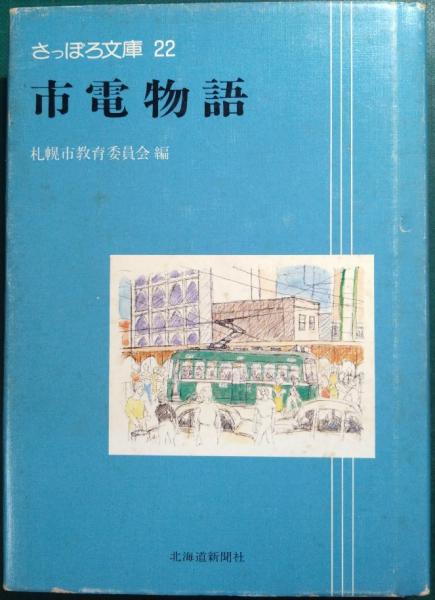 さっぽろ文庫 22
市電物語
札幌市教育委員会 編
北海道新聞社